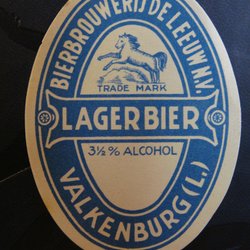 BIERBROUWERIJ DE LEEUW N.V.
TRADE MARK
LAGERBIER
3½ % ALCOHOL
VALKENBURG (L.)